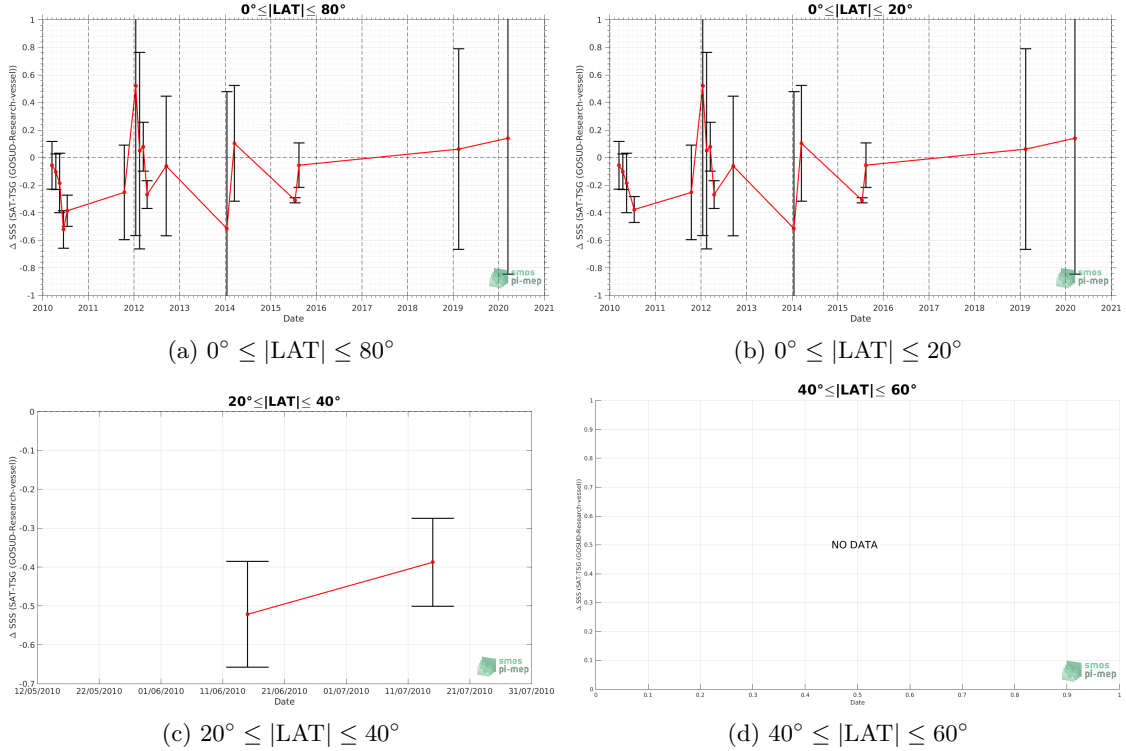 0°≤|LAT|≤ 80°
Δ SSS (SAT-TSG (GOSUD-Research-vessel))
1
0.8
0.6
0.4
0.2
0
-0.2
-0.4
-0.6
-0.8
-1
2010 2011 2012 2013 2014 2015 2016 2017 2018 2019 2020 2021
Date
smos
pi-mep
(a) 0° ≤ |LAT| ≤ 80°
0°≤|LAT|≤ 20°
Δ SSS (SAT-TSG (GOSUD-Research-vessel))
1
0.8
0.6
0.4
0.2
0
-0.2
-0.4
-0.6
-0.8
-1
2010 2011 2012 2013 2014 2015 2016 2017 2018 2019 2020 2021
Date
smos
pi-mep
(b) 0° ≤ |LAT| ≤ 20°
20°≤|LAT|≤ 40°
Δ SSS (SAT-TSG (GOSUD-Research-vessel))
0
-0.1
-0.2
-0.3
-0.4
-0.5
-0.6
-0.7
12/05/2010 22/05/2010 01/06/2010 11/06/2010 21/06/2010 01/07/2010 11/07/2010 21/07/2010 31/07/2010
Date
smos
pi-mep
(c) 20° ≤ |LAT| ≤ 40°
40°≤|LAT|≤ 60°
Δ SSS (SAT-TSG (GOSUD-Research-vessel))
1
0.9
0.8
0.7
0.6
0.5
0.4
0.3
0.2
0.1
0
NO DATA
0 0.1 0.2 0.3 0.4 0.5 0.6 0.7 0.8 0.9 1
Date
smos
pi-mep
(d) 40° ≤ |LAT| ≤ 60°